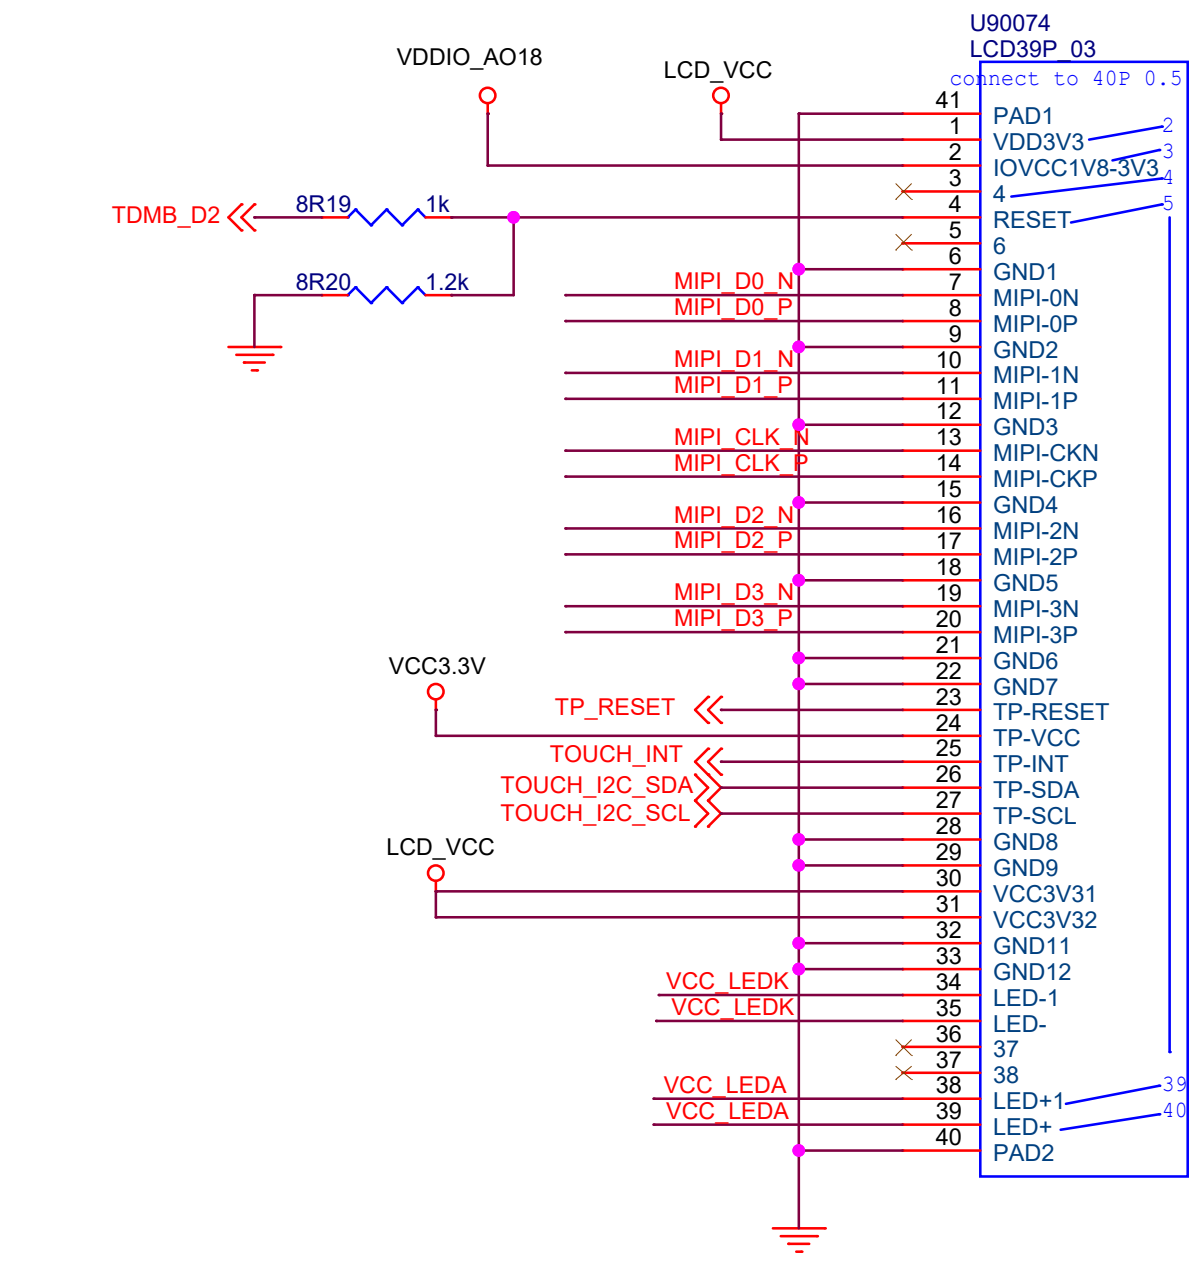 U90074
LCD39P_03
connect to 40P 0.5
VDDIO_AO18
LCD_VCC
41 PAD1
1 VDD3V3 2
2 IOVCC1V8-3V3 3
3 4 4
TDMB_D2 8R19 1k 4 RESET 5
5 6
6 GND1
8R20 1.2k MIPI_D0_N 7 MIPI-0N
MIPI_D0_P 8 MIPI-0P
9 GND2
MIPI_D1_N 10 MIPI-1N
MIPI_D1_P 11 MIPI-1P
12 GND3
MIPI_CLK_N 13 MIPI-CKN
MIPI_CLK_P 14 MIPI-CKP
15 GND4
MIPI_D2_N 16 MIPI-2N
MIPI_D2_P 17 MIPI-2P
18 GND5
MIPI_D3_N 19 MIPI-3N
MIPI_D3_P 20 MIPI-3P
21 GND6
VCC3.3V
22 GND7
TP_RESET 23 TP-RESET
24 TP-VCC
TOUCH_INT 25 TP-INT
TOUCH_I2C_SDA 26 TP-SDA
TOUCH_I2C_SCL 27 TP-SCL
28 GND8
LCD_VCC
29 GND9
30 VCC3V31
31 VCC3V32
32 GND11
33 GND12
VCC_LEDK 34 LED-1
VCC_LEDK 35 LED-
36 37
37 38
VCC_LEDA 38 LED+1 39
VCC_LEDA 39 LED+ 40
40 PAD2